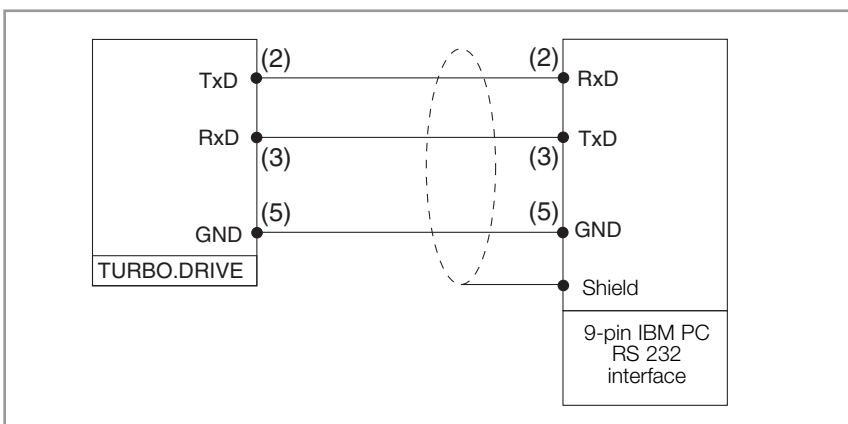 (2)
(2)
TxD
RxD
RxD
TxD
(3)
(3)
(5)
(5)
GND
GND
TURBO.DRIVE
Shield
9-pin IBM PC
RS 232
interface